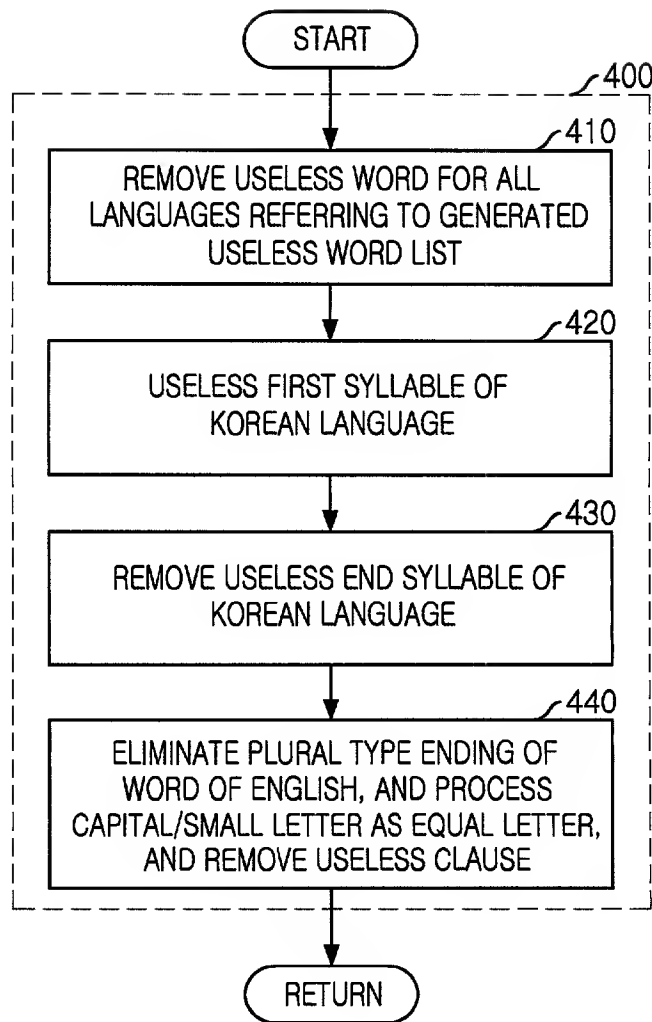 START
400
410
REMOVE USELESS WORD FOR ALL
LANGUAGES REFERRING TO GENERATED
USELESS WORD LIST
420
USELESS FIRST SYLLABLE OF
KOREAN LANGUAGE
430
REMOVE USELESS END SYLLABLE OF
KOREAN LANGUAGE
440
ELIMINATE PLURAL TYPE ENDING OF
WORD OF ENGLISH, AND PROCESS
CAPITAL/SMALL LETTER AS EQUAL LETTER,
AND REMOVE USELESS CLAUSE
RETURN